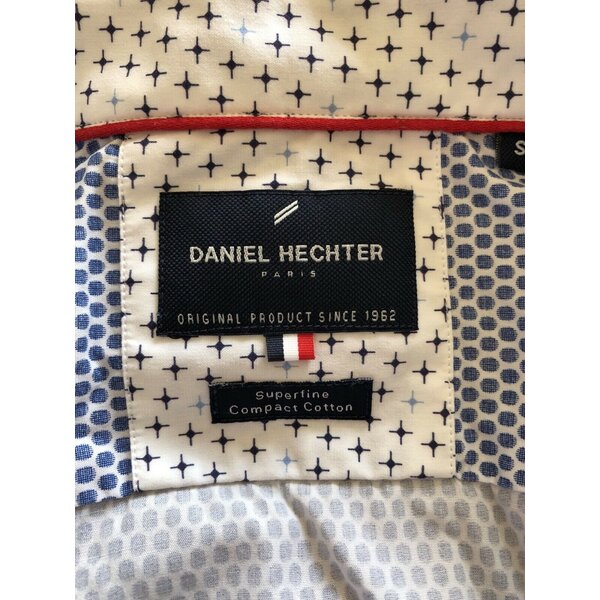 S
DANIEL HECHTER
PARIS
ORIGINAL PRODUCT SINCE 1962
Superfine
Compact Cotton